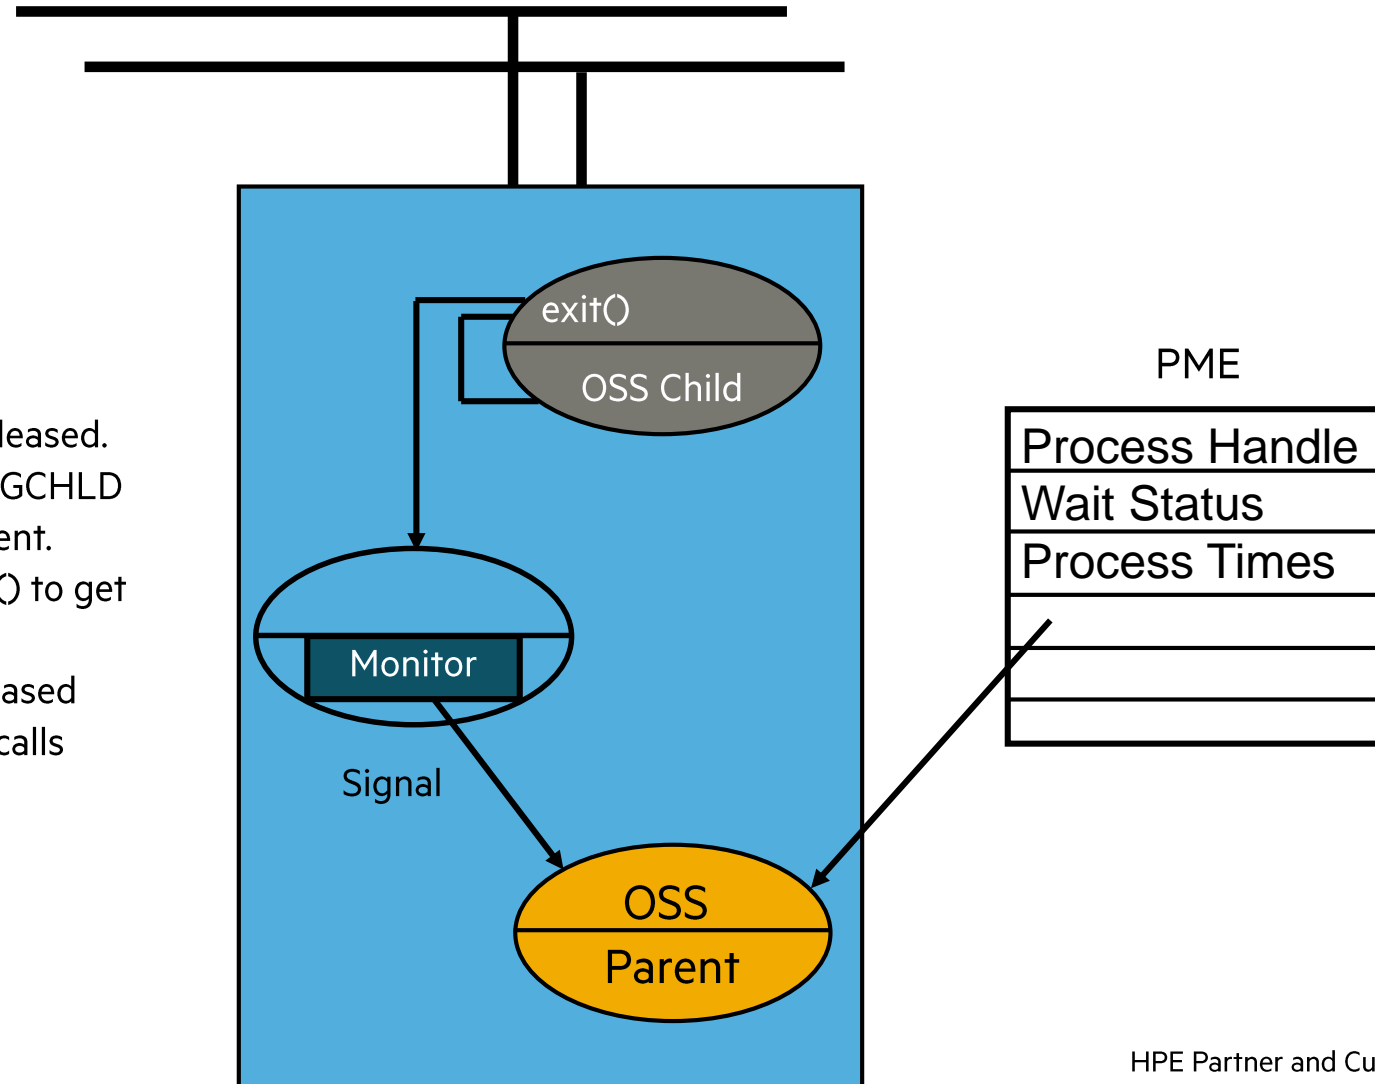 exit()
OSS Child
PME
Process Handle
Wait Status
Process Times
leased.
GCHLD
ent.
() to get
ased
calls
Monitor
Signal
OSS
Parent
HPE Partner and Cu